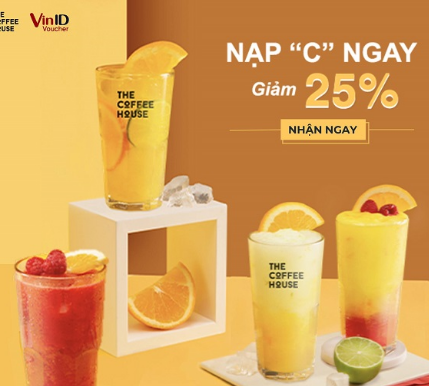 THE
COFFEE
HOUSE
VinID
Voucher
NẠP “C” NGAY
Giảm 25%
NHẬN NGAY
THE
COFFEE
HOUSE
THE
COFFEE
HOUSE